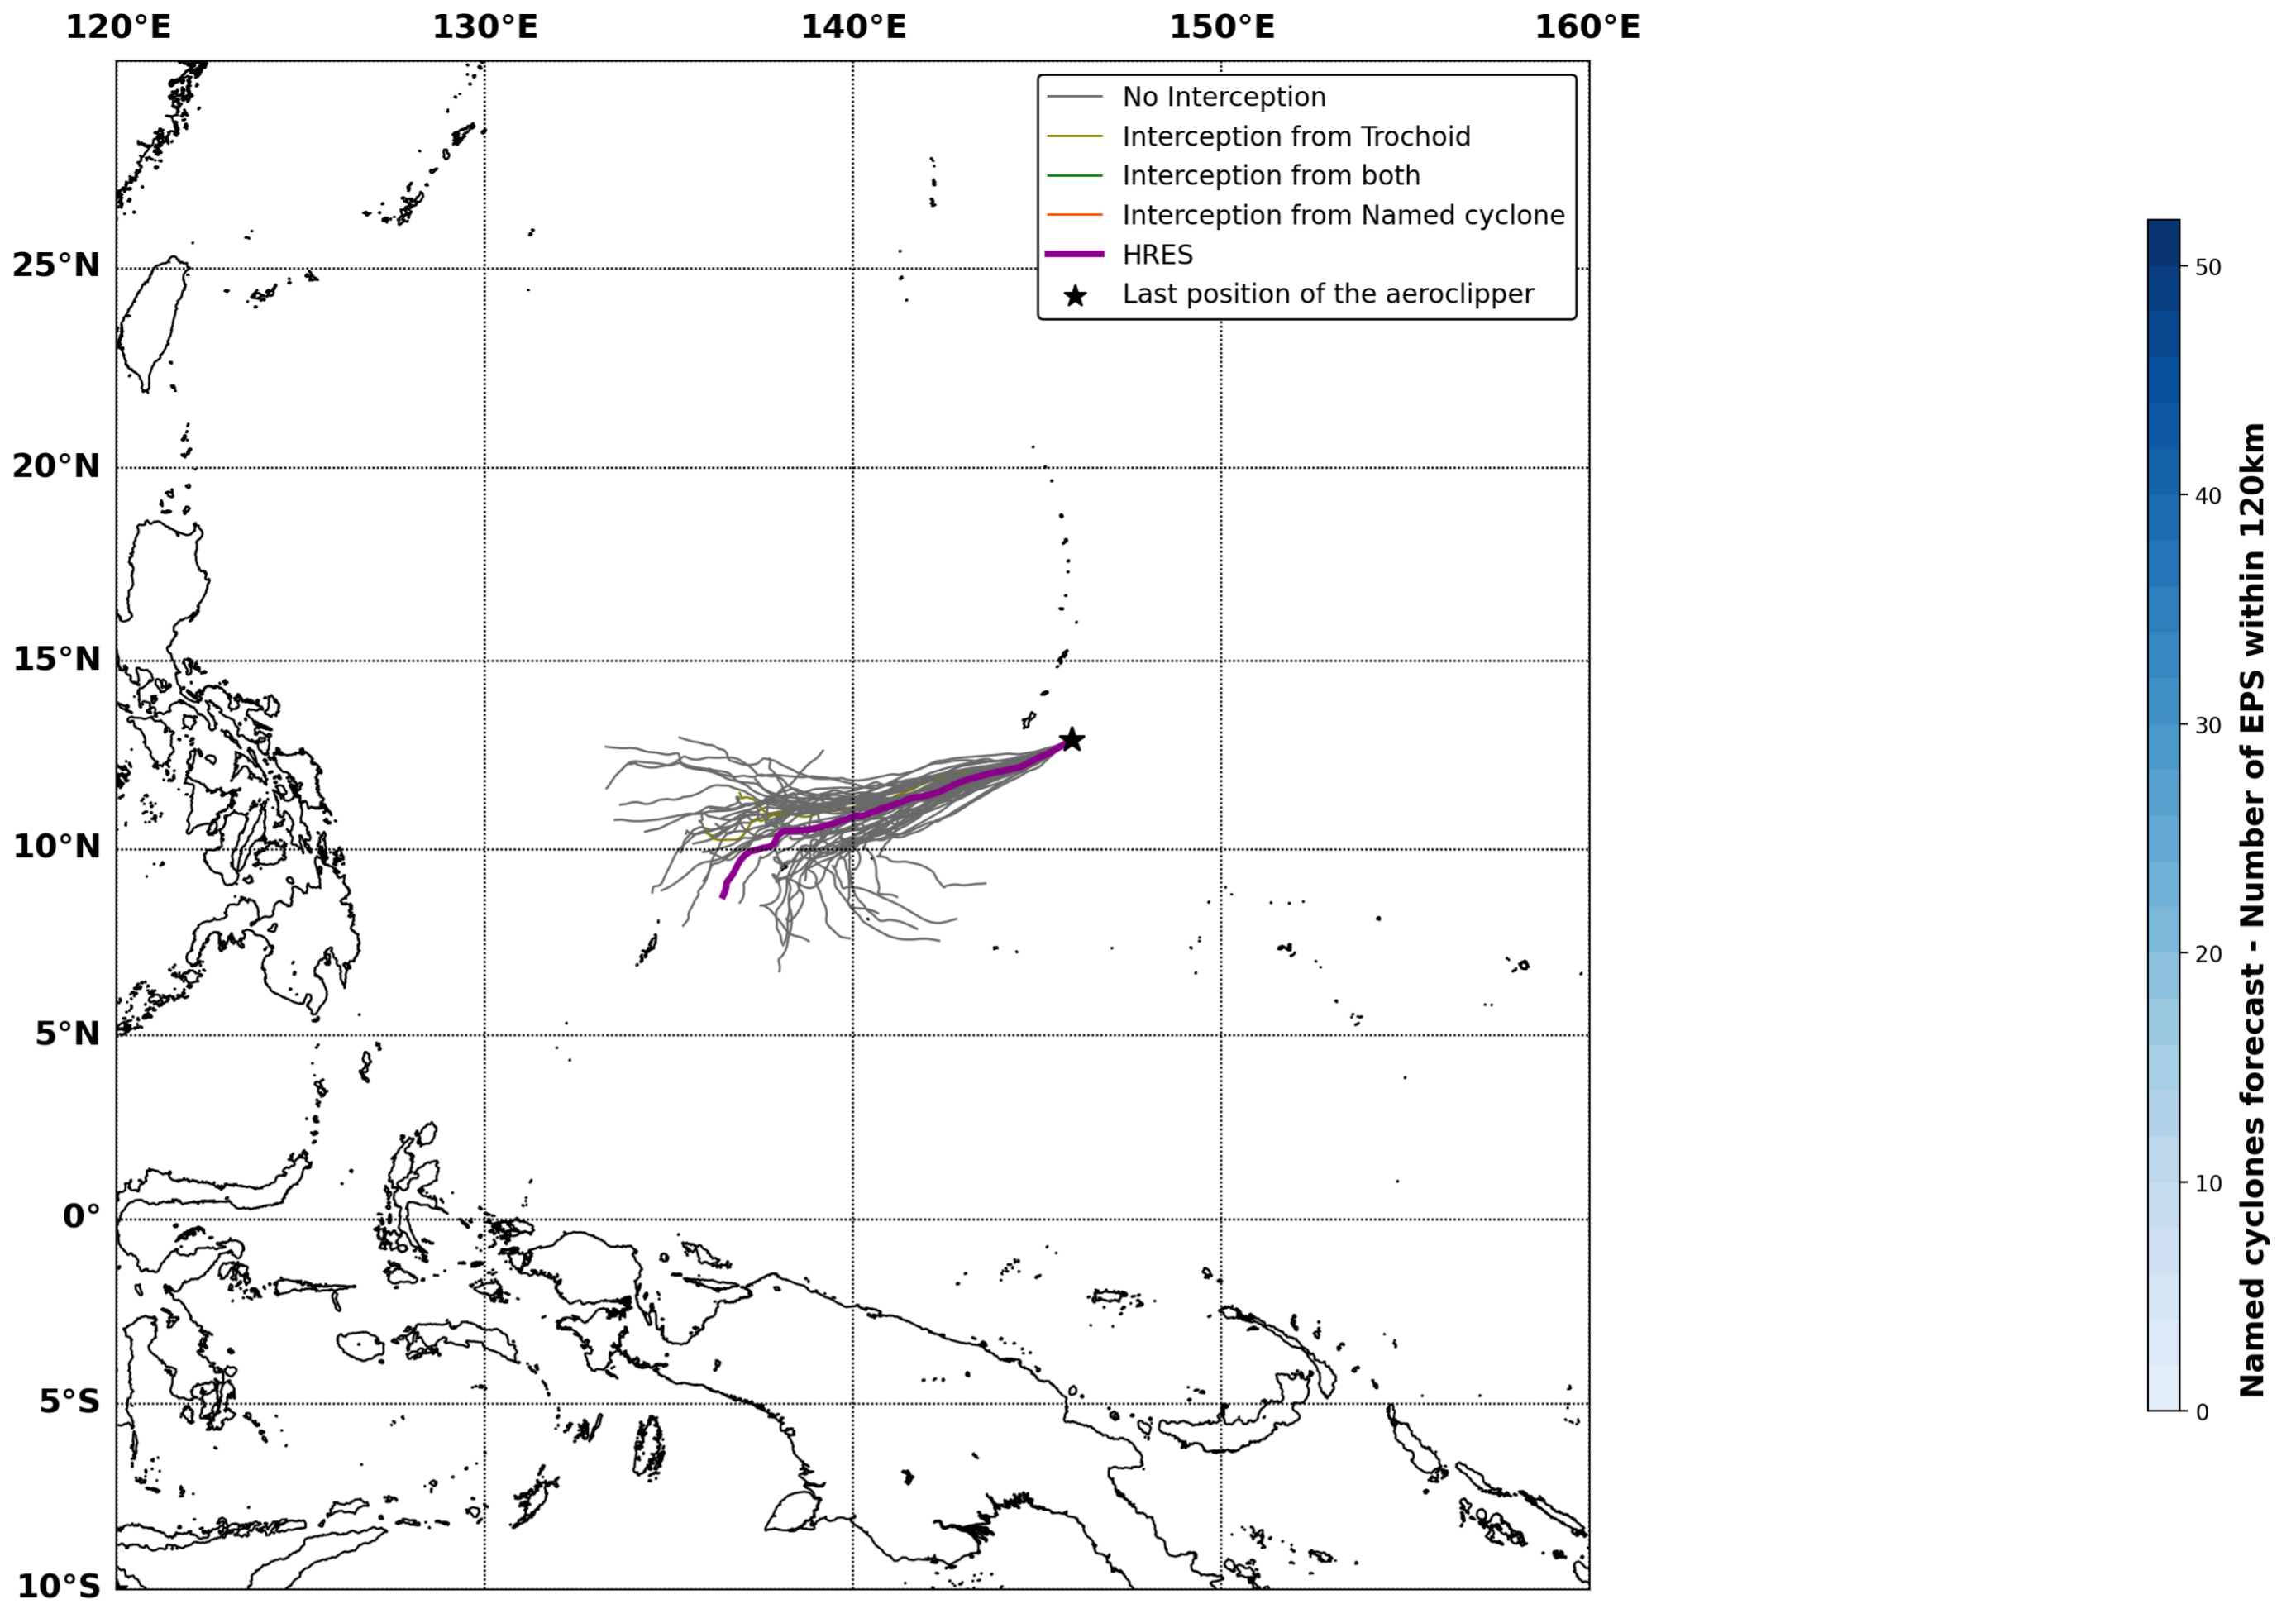 120°E 130°E 140°E 150°E 160°E
No Interception
Interception from Trochoid
Interception from both
Interception from Named cyclone
HRES
Last position of the aeroclipper
25°N
20°N
15°N
10°N
5°N
0°
5°S
10°S
50
40
30
20
10
0
Named cyclones forecast - Number of EPS within 120km